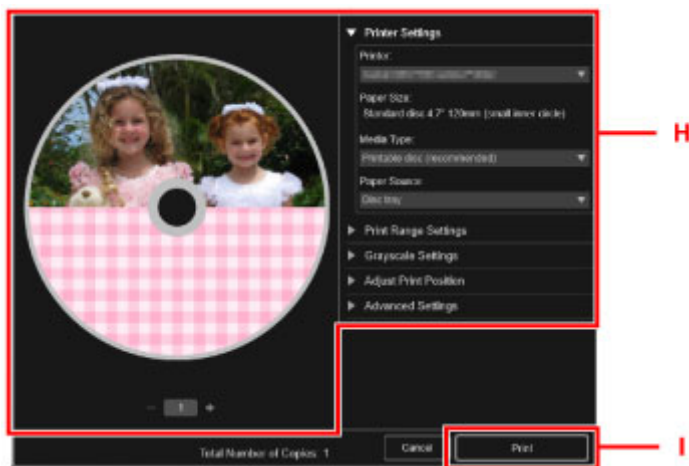 Printer Settings
Printer:
Paper Size:
Standard disc 4.7" 120mm (small inner circle)
Media Type:
Printable disc (recommended)
Paper Source:
Disc tray
Print Range Settings
Grayscale Settings
Adjust Print Position
Advanced Settings
H
- 1 +
Total Number of Copies: 1
Cancel
Print
I